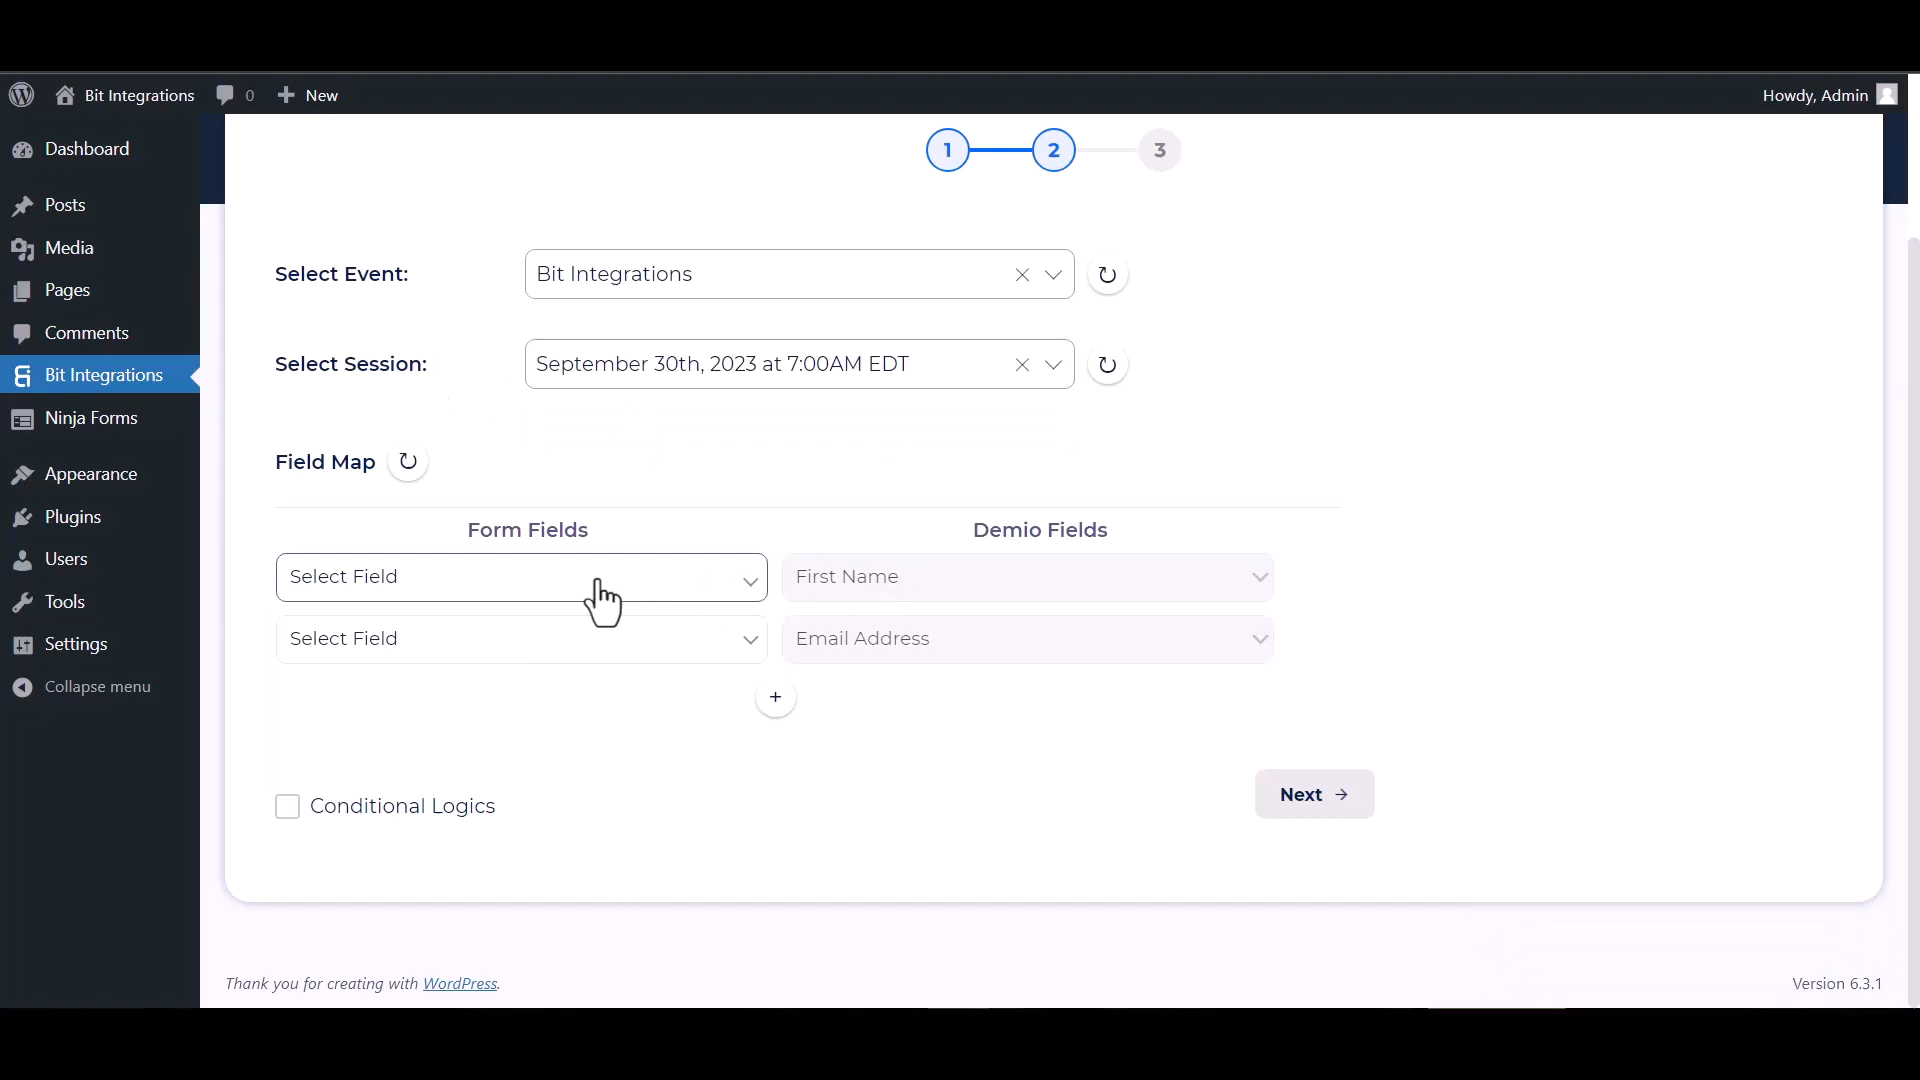 Bit Integrations 0 New Howdy, Admin
Dashboard
Posts
Media
Pages
Comments
Bit Integrations
Ninja Forms
Appearance
Plugins
Users
Tools
Settings
Collapse menu
1 2 3
Select Event: Bit Integrations
Select Session: September 30th, 2023 at 7:00AM EDT
Field Map
Form Fields Demio Fields
Select Field First Name
Select Field Email Address
+
Next →
Conditional Logics
Thank you for creating with WordPress. Version 6.3.1